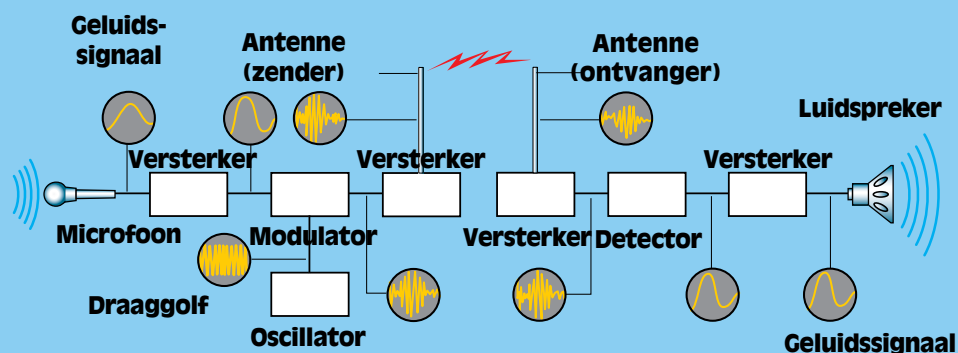 Geluids-
signaal
Antenne
(zender)
Antenne
(ontvanger)
Luidspreker
Versterker
Versterker
Versterker
Microfoon
Modulator
Versterker
Detector
Draaggolf
Oscillator
Geluidssignaal